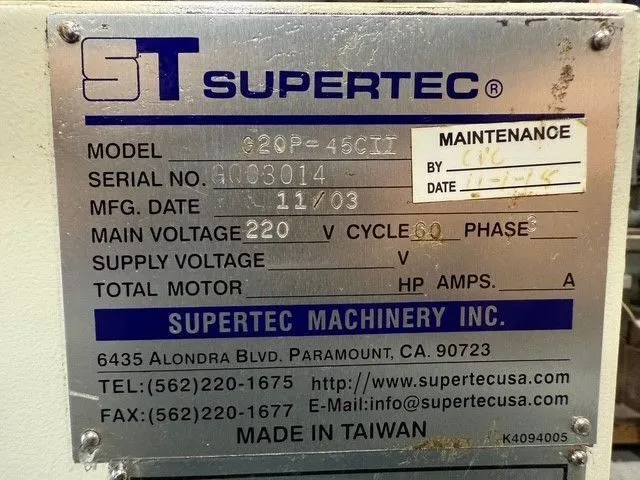 ST SUPERTEC®
MODEL G20P-45CII
SERIAL NO. G003014
MFG. DATE 11/03
MAIN VOLTAGE 220 V CYCLE 60 PHASE 3
SUPPLY VOLTAGE V
TOTAL MOTOR HP AMPS. A
MAINTENANCE
BY
DATE 11-1-18
SUPERTEC MACHINERY INC.
6435 ALONDRA BLVD. PARAMOUNT, CA. 90723
TEL:(562)220-1675 http://www.supertecusa.com
FAX:(562)220-1677 E-Mail:info@supertecusa.com
MADE IN TAIWAN
K4094005